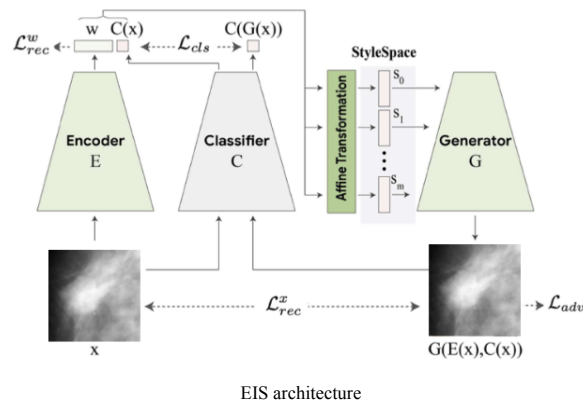 w C(x) C(G(x))
ℒ^w_rec ℒ_cls
StyleSpace
S_0
S_1
S_m
Encoder
E
Classifier
C
Affine Transformation
Generator
G
ℒ^x_rec
ℒ_adv
x
G(E(x),C(x))
EIS architecture